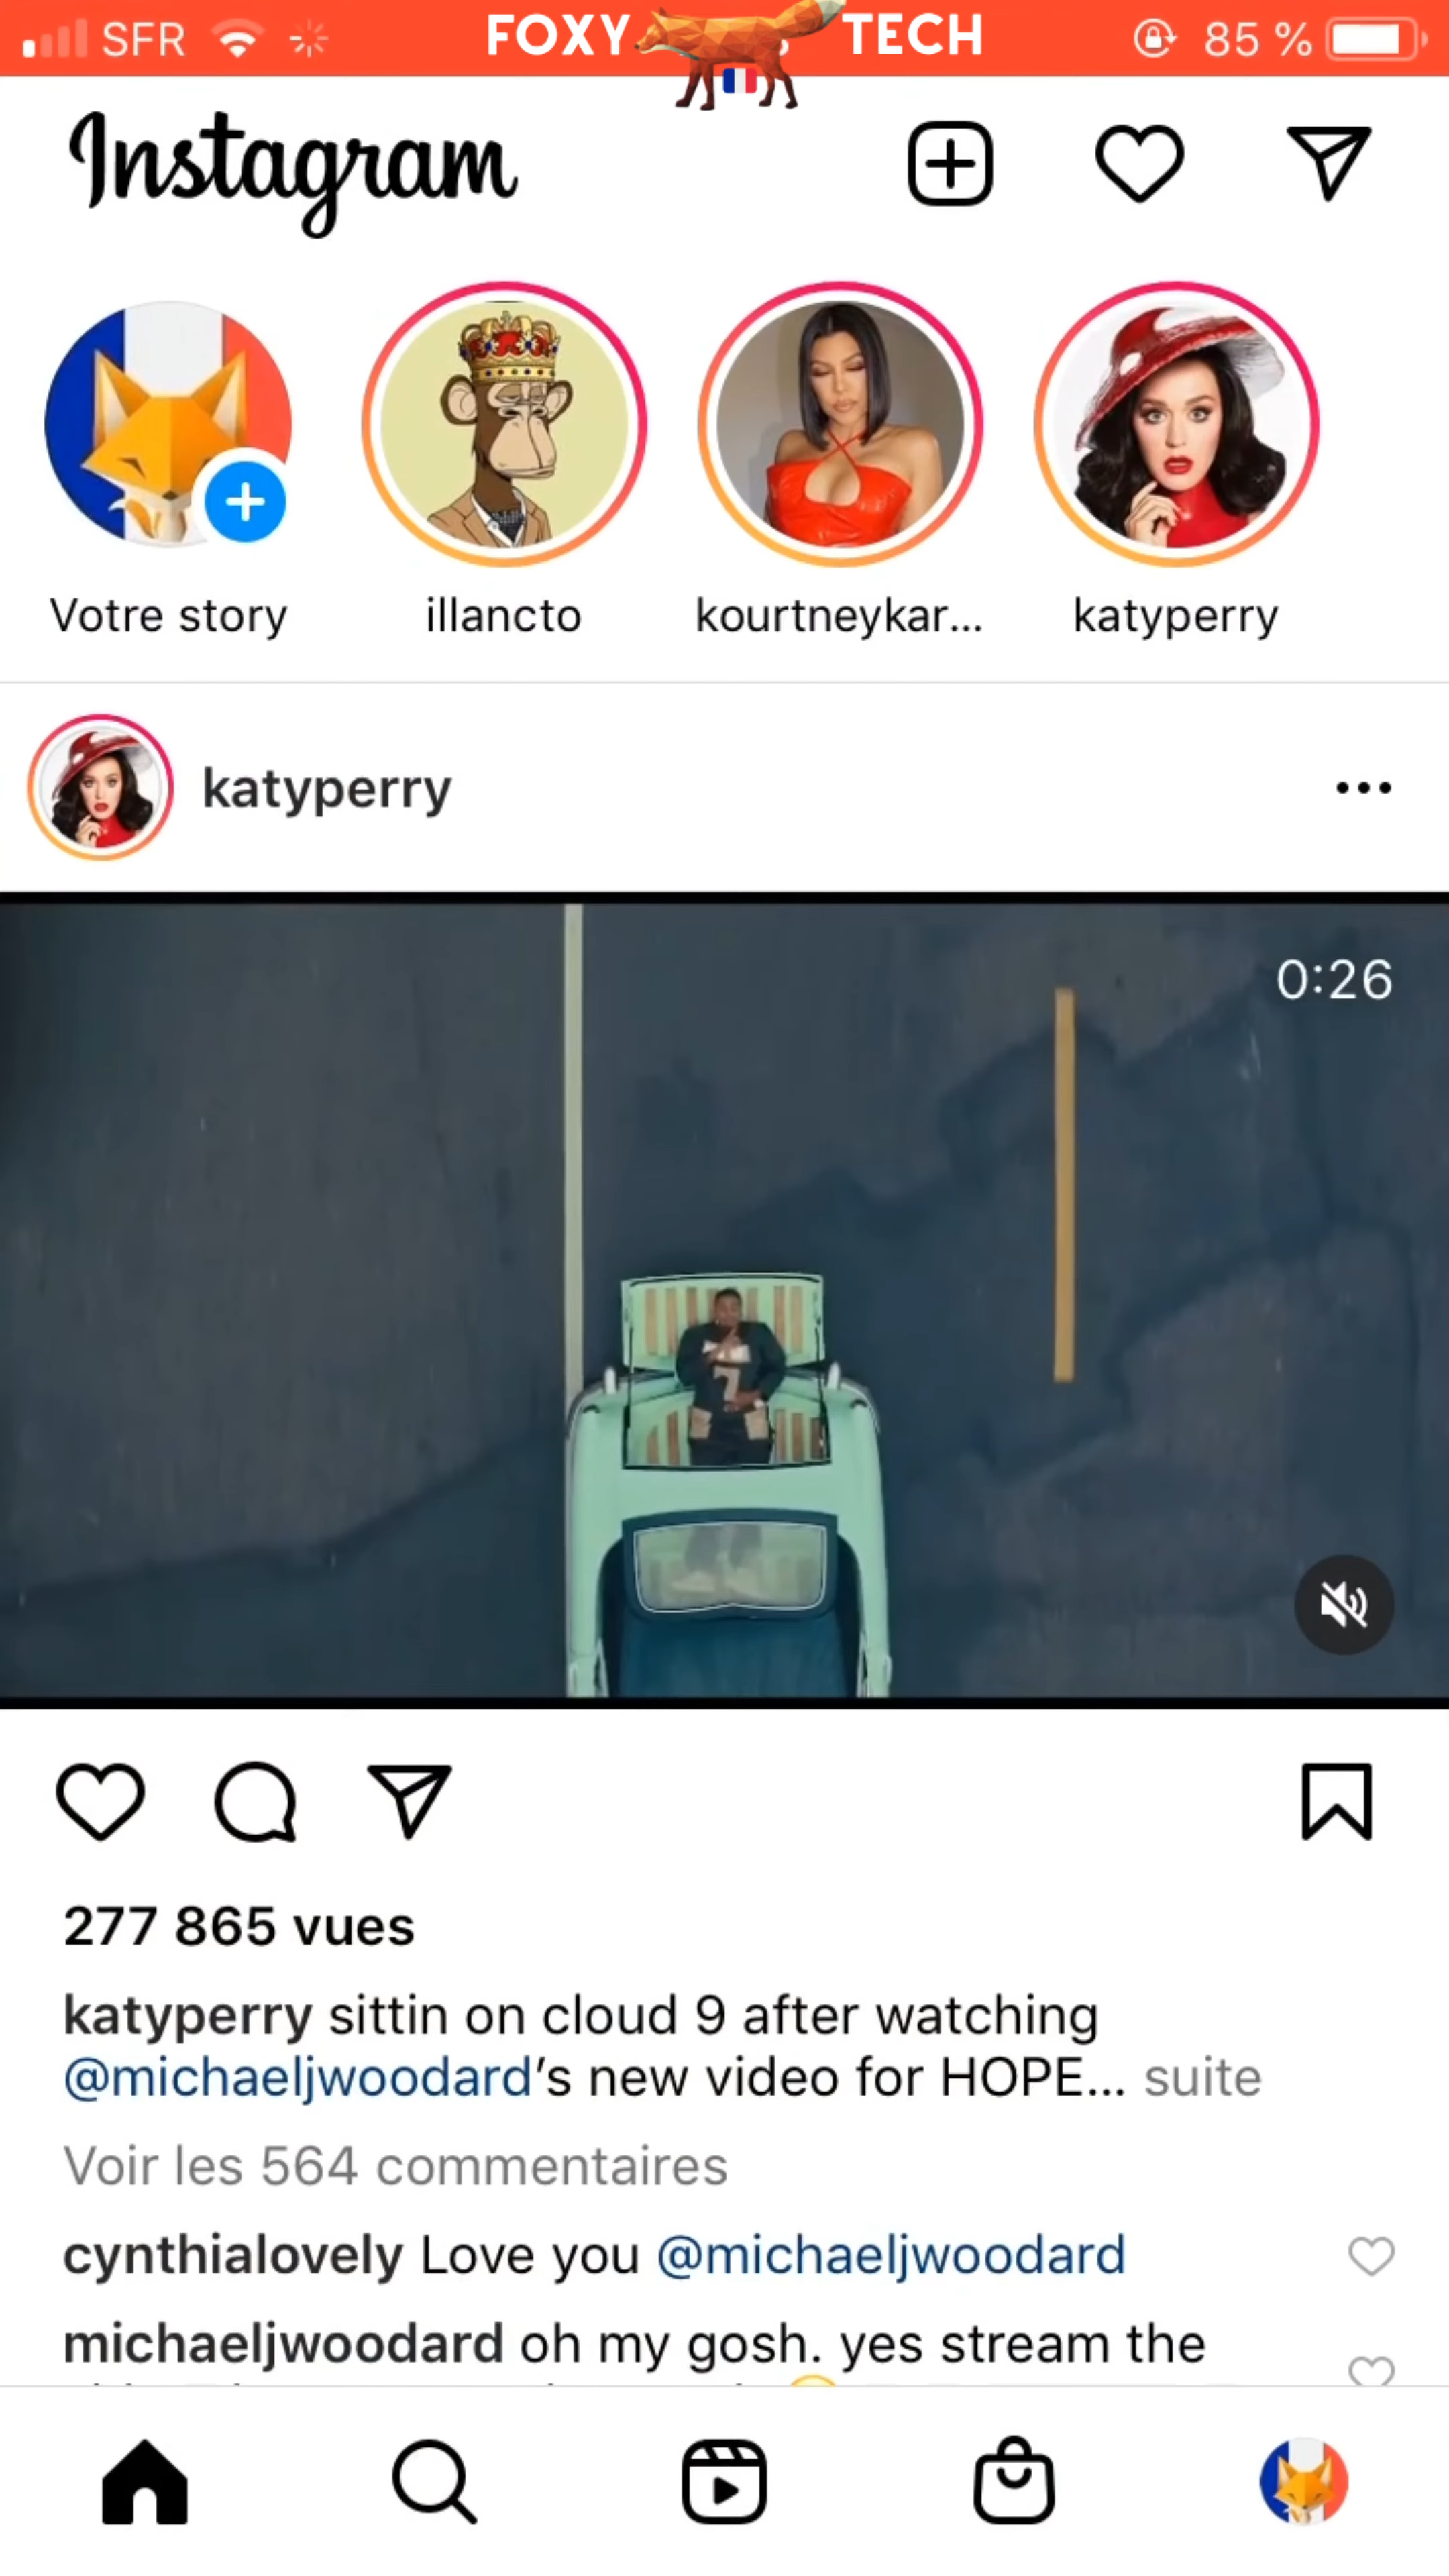 SFR FOXY TECH 85 %
Instagram
Votre story illancto kourtneykar... katyperry
katyperry
0:26
277 865 vues
katyperry sittin on cloud 9 after watching
@michaeljwoodard's new video for HOPE... suite
Voir les 564 commentaires
cynthialovely Love you @michaeljwoodard
michaeljwoodard oh my gosh. yes stream the